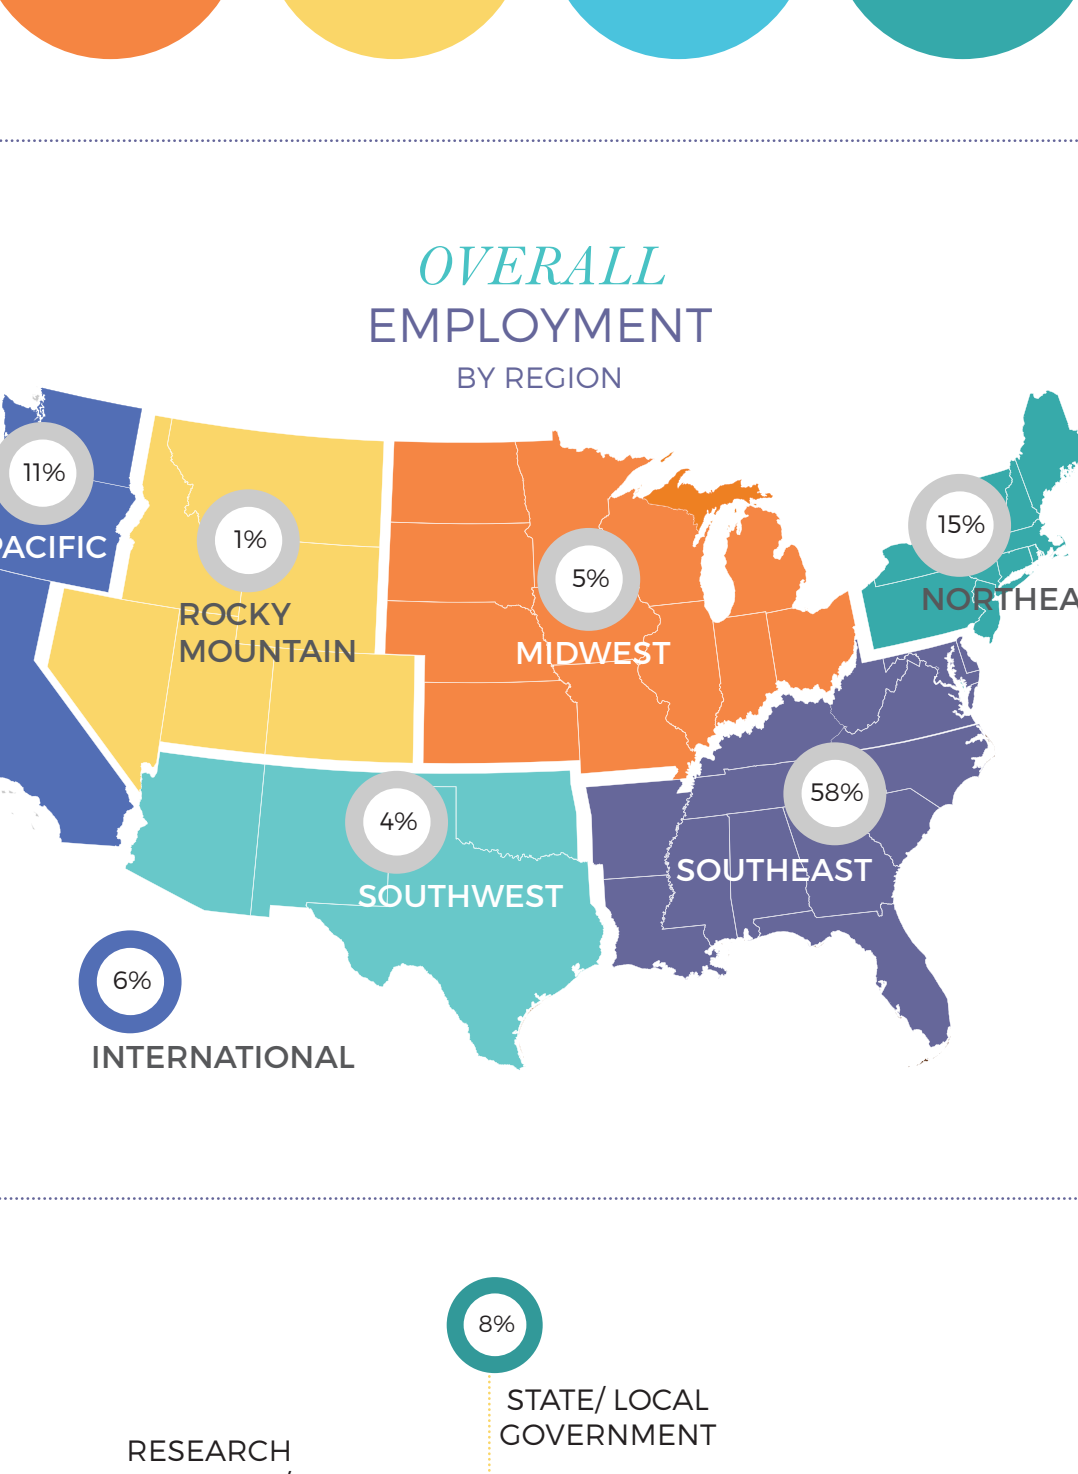 OVERALL
EMPLOYMENT
BY REGION
11%
PACIFIC
1%
ROCKY
MOUNTAIN
5%
MIDWEST
15%
NORTHEA
58%
SOUTHEAST
4%
SOUTHWEST
6%
INTERNATIONAL
8%
STATE/ LOCAL
GOVERNMENT
RESEARCH